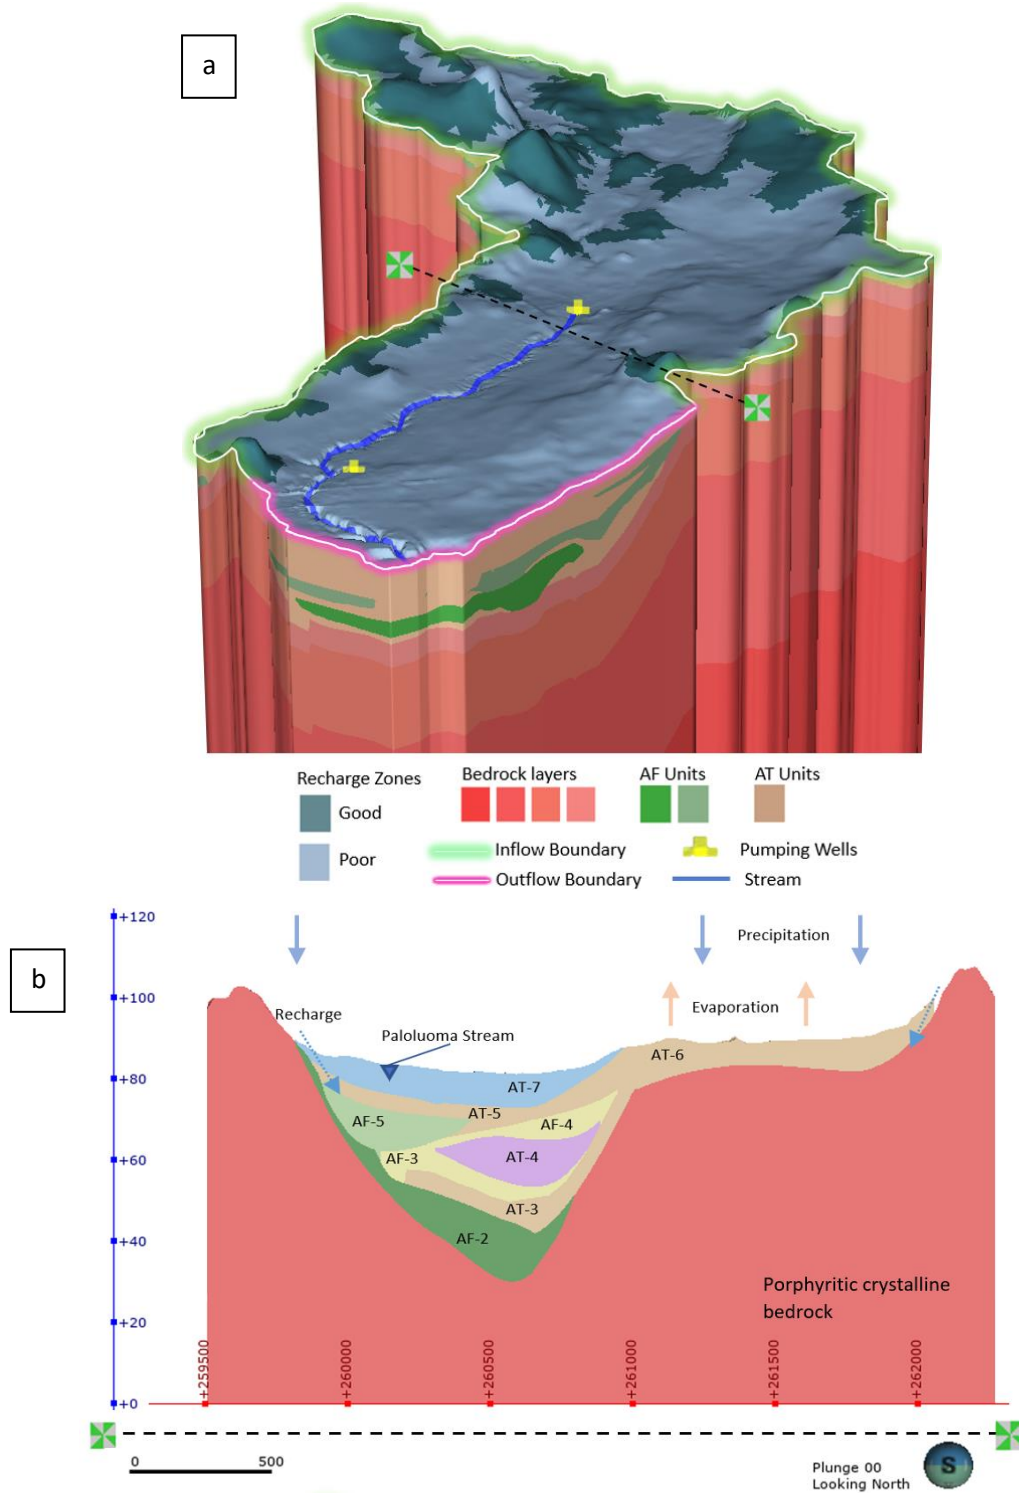 a
Recharge Zones
Good
Poor
Bedrock layers
AF Units
AT Units
Inflow Boundary
Outflow Boundary
Pumping Wells
Stream
b
+120
+100
+80
+60
+40
+20
+0
Precipitation
Evaporation
Recharge
Paloluoma Stream
AT-7
AT-6
AT-5
AF-5
AF-4
AF-3
AT-4
AT-3
AF-2
Porphyritic crystalline
bedrock
+259500
+260000
+260500
+261000
+261500
+262000
0 500
Plunge 00
Looking North
S